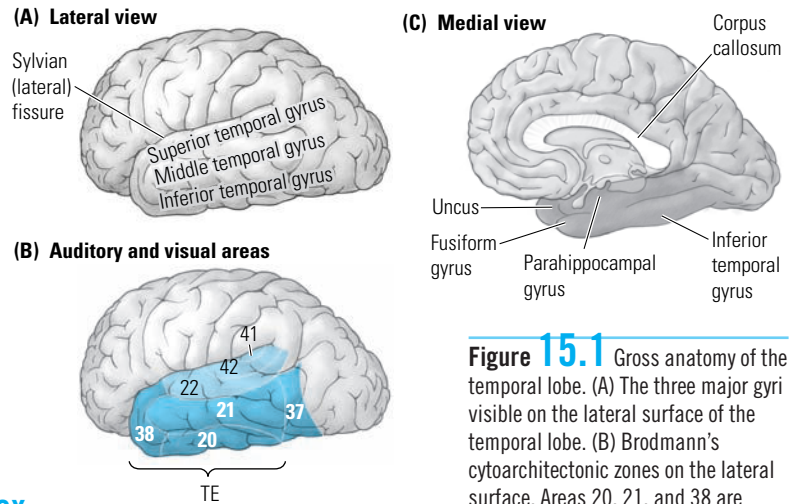 (A) Lateral view
Sylvian
(lateral)
fissure
Superior temporal gyrus
Middle temporal gyrus
Inferior temporal gyrus
(B) Auditory and visual areas
41
42
22
21
37
38
20
TE
(C) Medial view
Corpus
callosum
Uncus
Fusiform
gyrus
Parahippocampal
gyrus
Inferior
temporal
gyrus
Figure 15.1 Gross anatomy of the
temporal lobe. (A) The three major gyri
visible on the lateral surface of the
temporal lobe. (B) Brodmann’s
cytoarchitectonic zones on the lateral
surface. Areas 20, 21, and 38 are